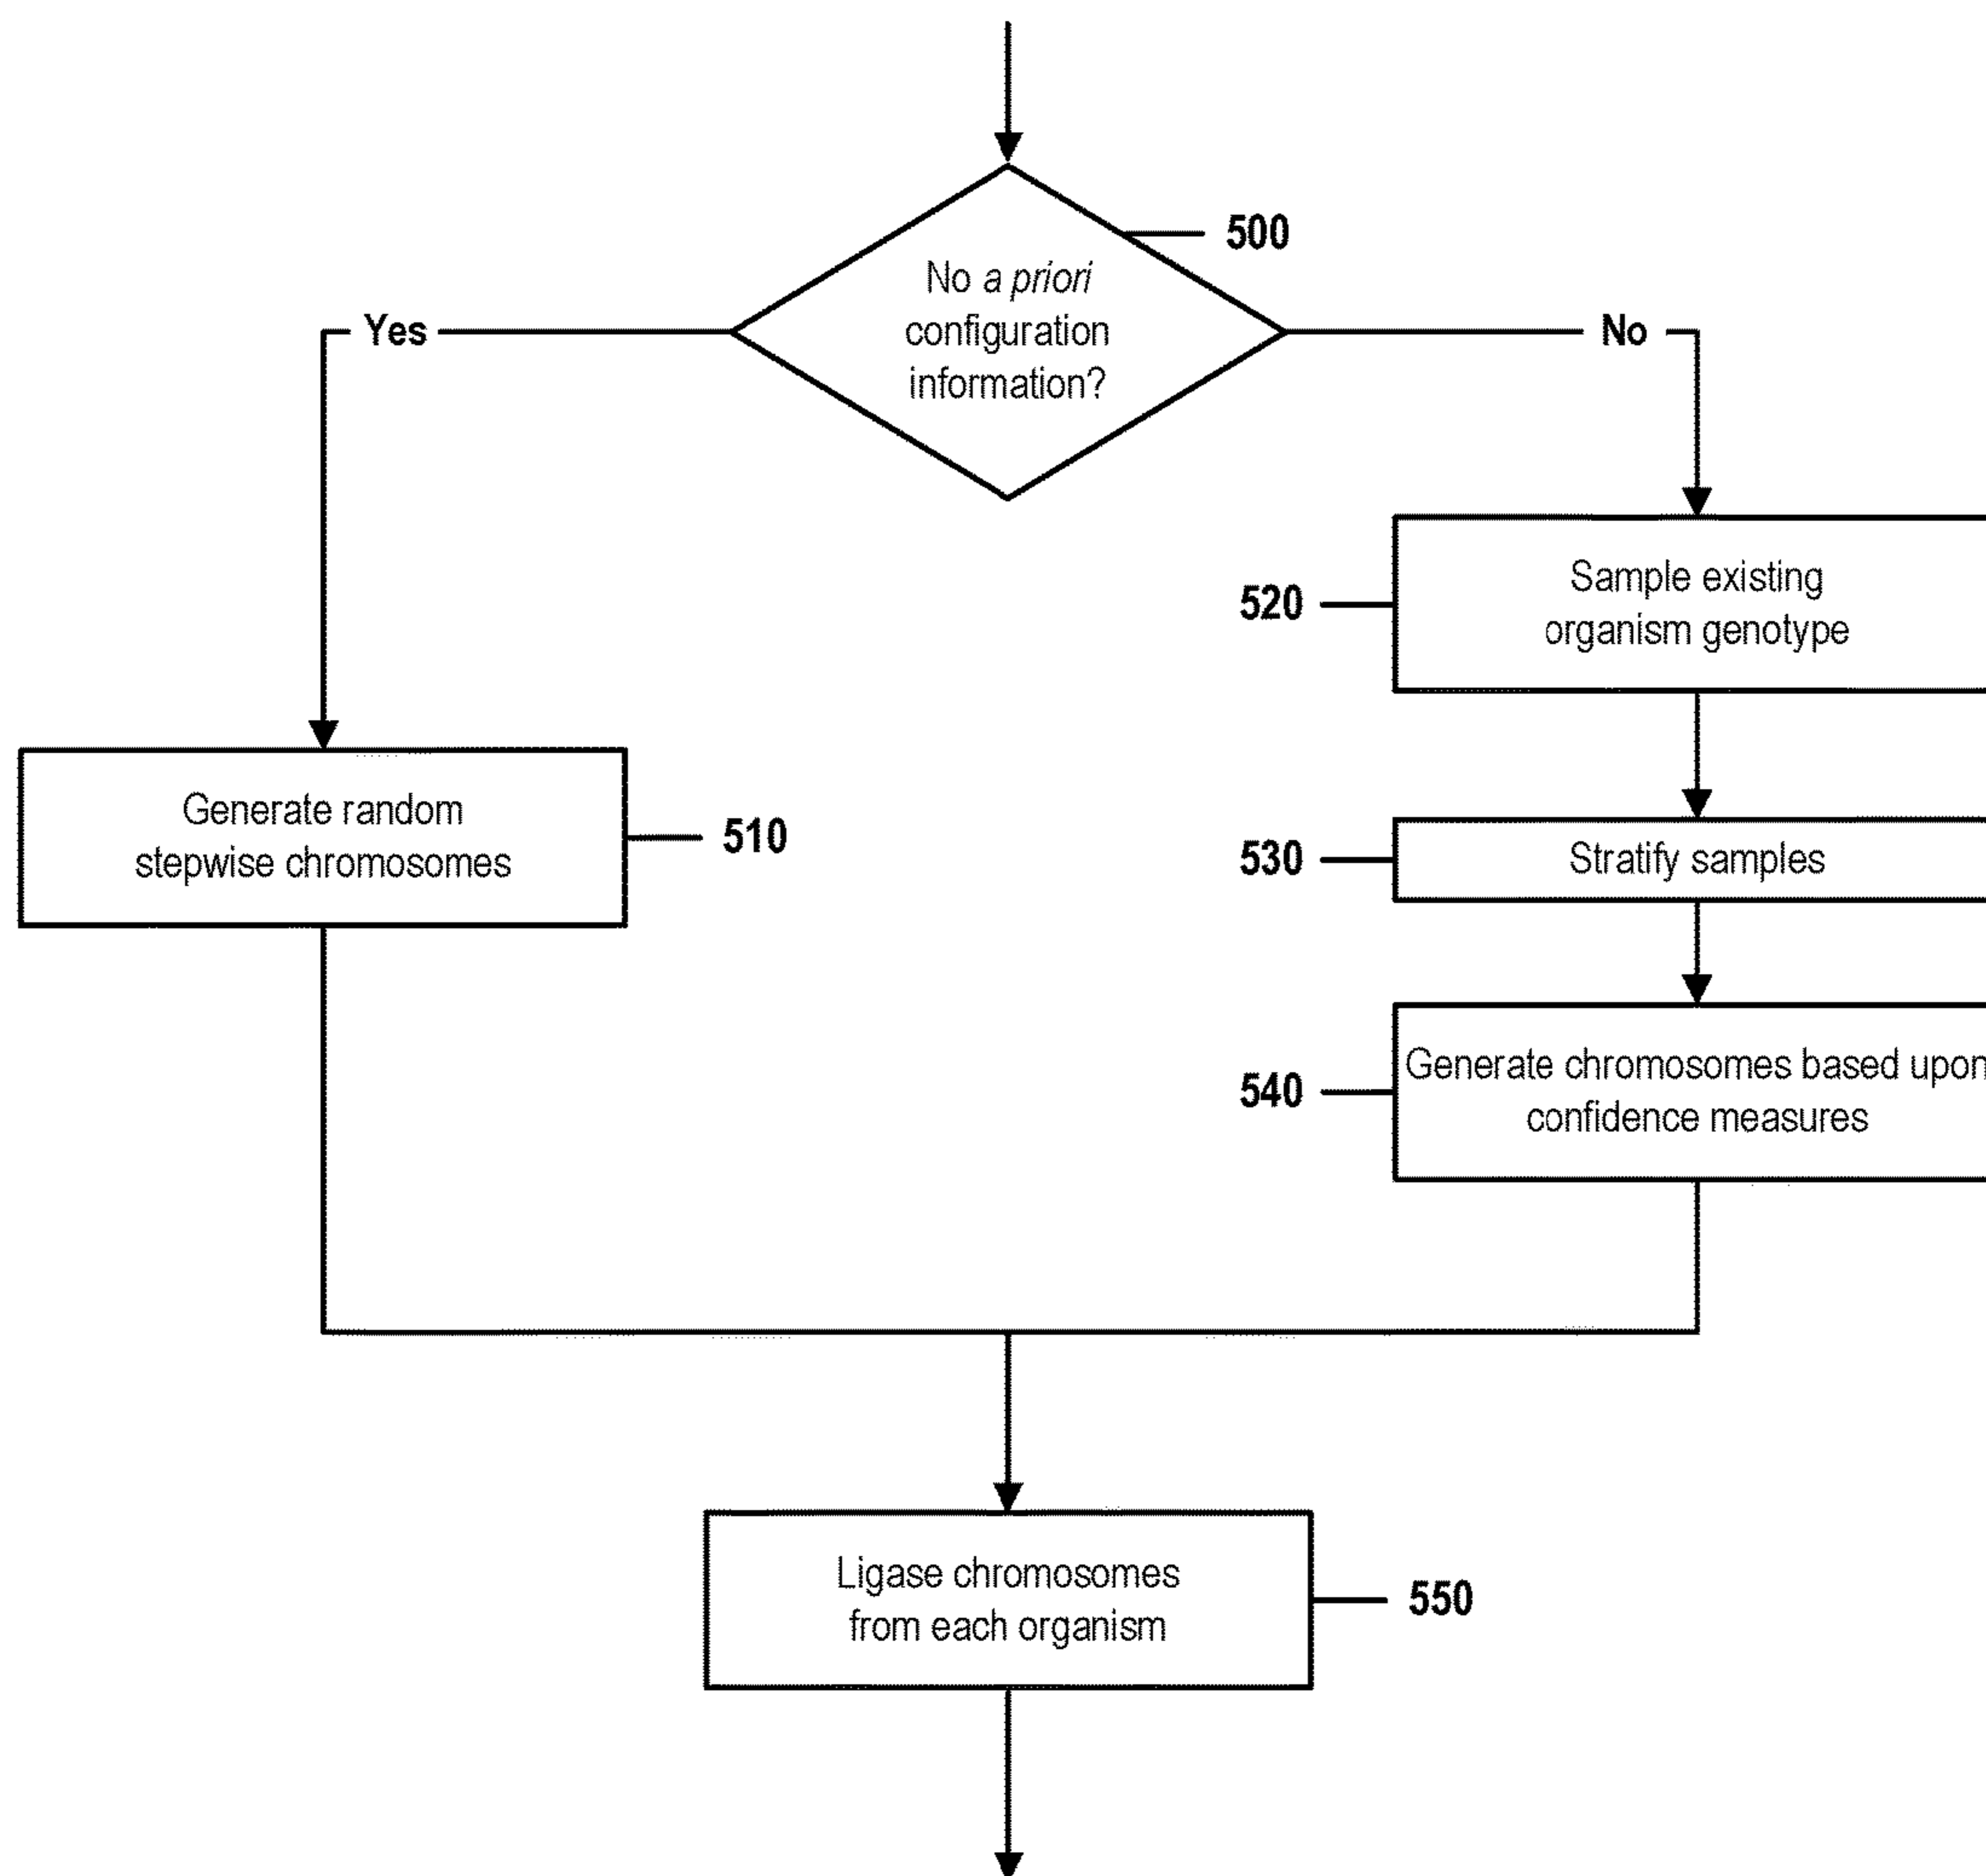 500
No a priori
configuration
information?
Yes
No
520
Sample existing
organism genotype
Generate random
stepwise chromosomes
510
530
Stratify samples
540
Generate chromosomes based upon
confidence measures
Ligase chromosomes
from each organism
550